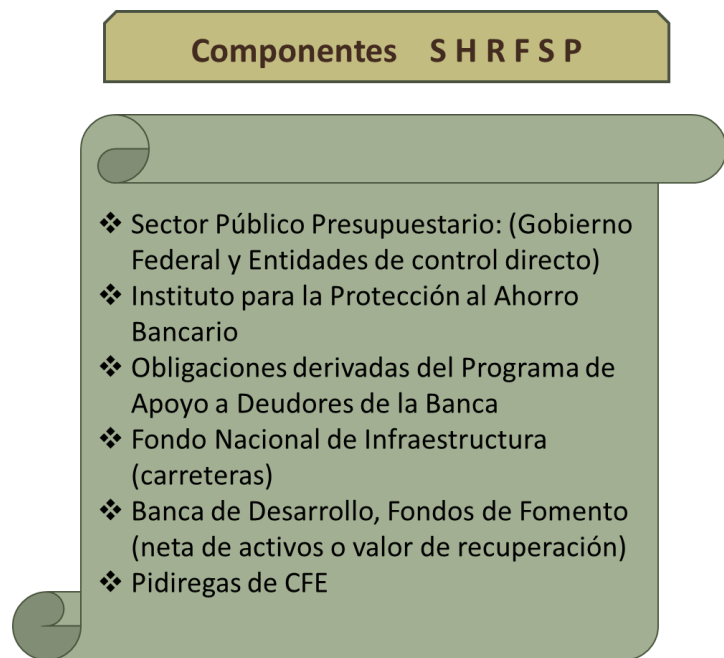 Componentes S H R F S P
❖ Sector Público Presupuestario: (Gobierno
Federal y Entidades de control directo)
❖ Instituto para la Protección al Ahorro
Bancario
❖ Obligaciones derivadas del Programa de
Apoyo a Deudores de la Banca
❖ Fondo Nacional de Infraestructura
(carreteras)
❖ Banca de Desarrollo, Fondos de Fomento
(neta de activos o valor de recuperación)
❖ Pidiregas de CFE